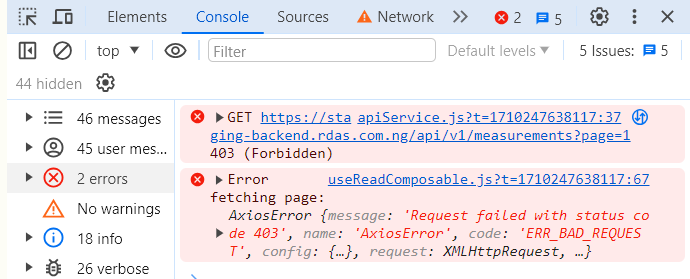 Elements Console Network 2 5
top Filter Default levels 5 Issues: 5
44 hidden
46 messages
45 user mes...
2 errors
No warnings
18 info
26 verbose
GET https://sta apiService.js?t=1710247638117:37
ging-backend.rdas.com.ng/api/v1/measurements?page=1
403 (Forbidden)
Error useReadComposable.js?t=1710247638117:67
fetching page:
AxiosError {message: 'Request failed with status co
de 403', name: 'AxiosError', code: 'ERR_BAD_REQUES
T', config: {…}, request: XMLHttpRequest, …}